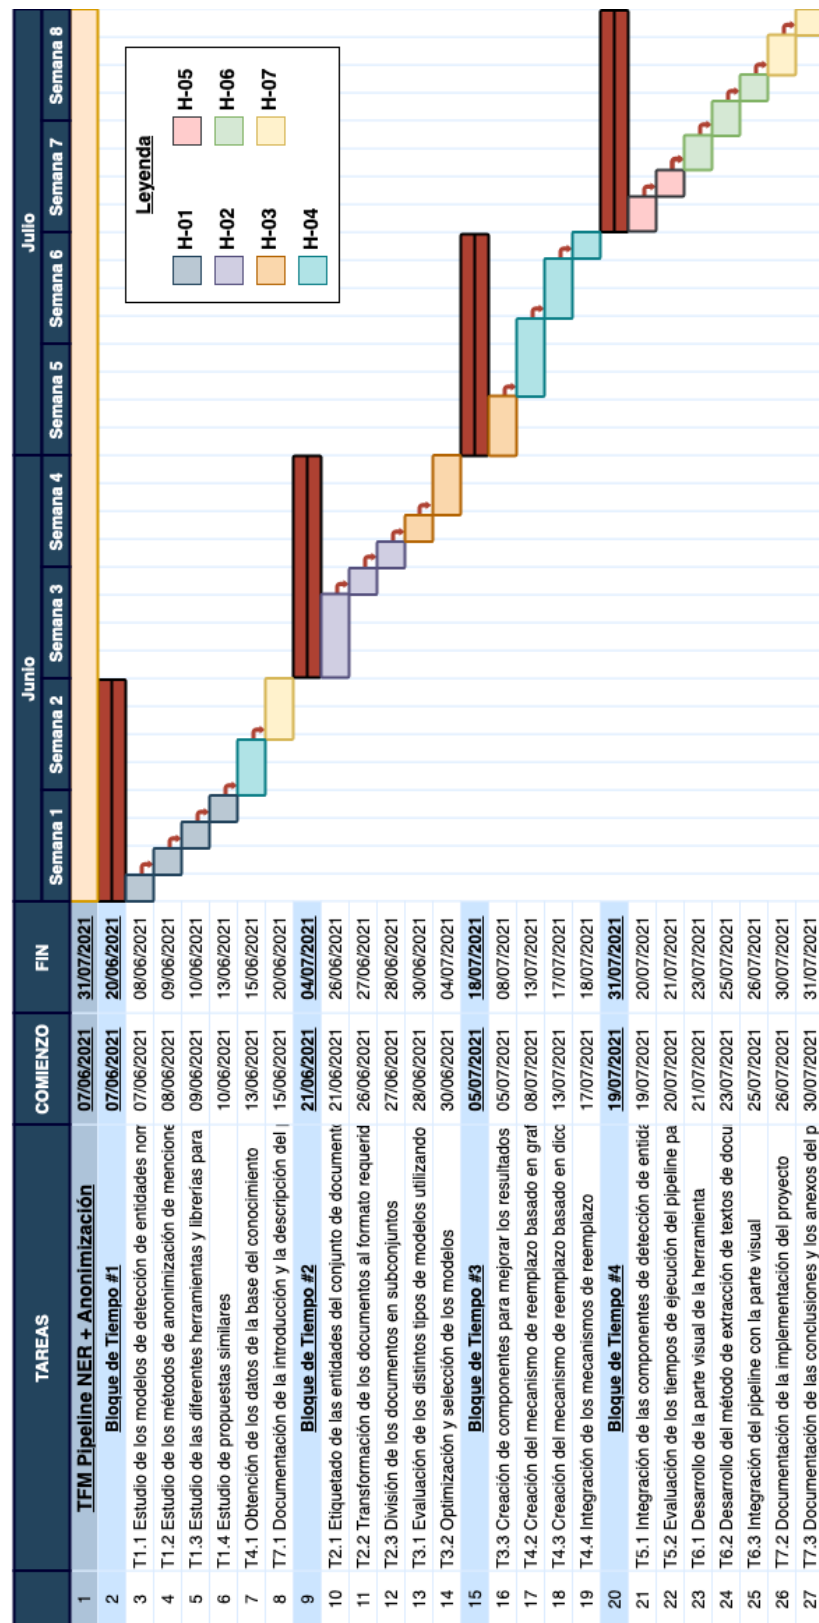 TAREAS COMIENZO FIN Junio Julio
Semana 1 Semana 2 Semana 3 Semana 4 Semana 5 Semana 6 Semana 7 Semana 8
1 TFM Pipeline NER + Anonimización 07/06/2021 31/07/2021
2 Bloque de Tiempo #1 07/06/2021 20/06/2021
3 T1.1 Estudio de los modelos de detección de entidades nom 07/06/2021 08/06/2021
4 T1.2 Estudio de los métodos de anonimización de mencione 08/06/2021 09/06/2021
5 T1.3 Estudio de las diferentes herramientas y librerías para 09/06/2021 10/06/2021
6 T1.4 Estudio de propuestas similares 10/06/2021 13/06/2021
7 T4.1 Obtención de los datos de la base del conocimiento 13/06/2021 15/06/2021
8 T7.1 Documentación de la introducción y la descripción del 15/06/2021 20/06/2021
9 Bloque de Tiempo #2 21/06/2021 04/07/2021
10 T2.1 Etiquetado de las entidades del conjunto de documento 21/06/2021 26/06/2021
11 T2.2 Transformación de los documentos al formato requerid 26/06/2021 27/06/2021
12 T2.3 División de los documentos en subconjuntos 27/06/2021 28/06/2021
13 T3.1 Evaluación de los distintos tipos de modelos utilizando 28/06/2021 30/06/2021
14 T3.2 Optimización y selección de los modelos 30/06/2021 04/07/2021
15 Bloque de Tiempo #3 05/07/2021 18/07/2021
16 T3.3 Creación de componentes para mejorar los resultados 05/07/2021 08/07/2021
17 T4.2 Creación del mecanismo de reemplazo basado en graf 08/07/2021 13/07/2021
18 T4.3 Creación del mecanismo de reemplazo basado en dicc 13/07/2021 17/07/2021
19 T4.4 Integración de los mecanismos de reemplazo 17/07/2021 18/07/2021
20 Bloque de Tiempo #4 19/07/2021 31/07/2021
21 T5.1 Integración de las componentes de detección de entida 19/07/2021 20/07/2021
22 T5.2 Evaluación de los tiempos de ejecución del pipeline pa 20/07/2021 21/07/2021
23 T6.1 Desarrollo de la parte visual de la herramienta 21/07/2021 23/07/2021
24 T6.2 Desarrollo del método de extracción de textos de docu 23/07/2021 25/07/2021
25 T6.3 Integración del pipeline con la parte visual 25/07/2021 26/07/2021
26 T7.2 Documentación de la implementación del proyecto 26/07/2021 30/07/2021
27 T7.3 Documentación de las conclusiones y los anexos del p 30/07/2021 31/07/2021
Leyenda
H-01 H-05
H-02 H-06
H-03 H-07
H-04